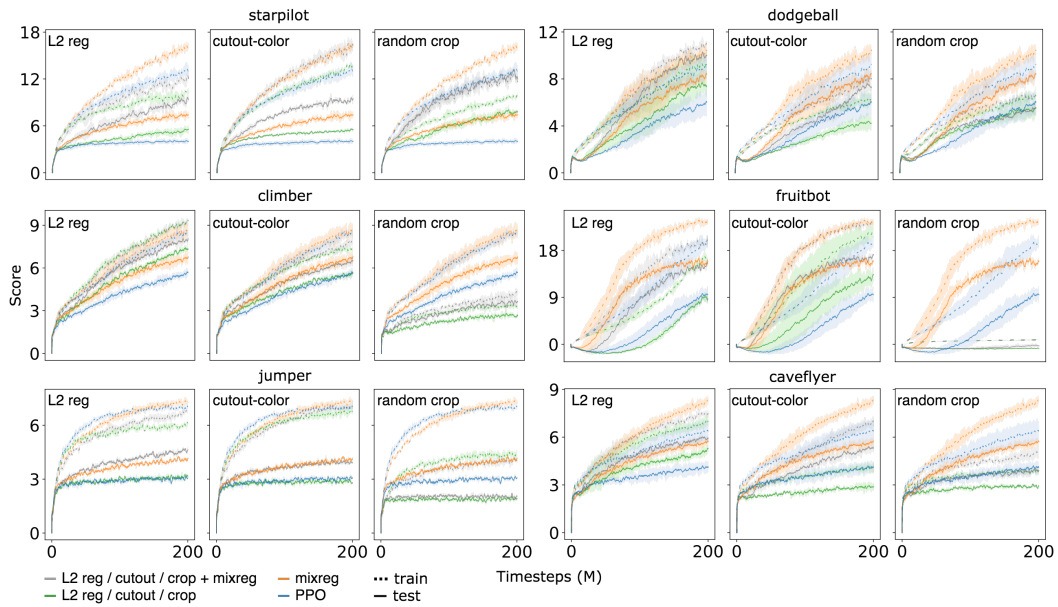 starpilot
dodgeball
18
12
6
0
L2 reg
cutout-color
random crop
12
8
4
0
L2 reg
cutout-color
random crop
climber
fruitbot
Score
9
6
3
0
L2 reg
cutout-color
random crop
18
9
0
L2 reg
cutout-color
random crop
jumper
caveflyer
6
3
0
L2 reg
cutout-color
random crop
9
6
3
0
L2 reg
cutout-color
random crop
0 200 0 200 0 200 0 200 0 200 0 200
Timesteps (M)
L2 reg / cutout / crop + mixreg
L2 reg / cutout / crop
mixreg
PPO
train
test